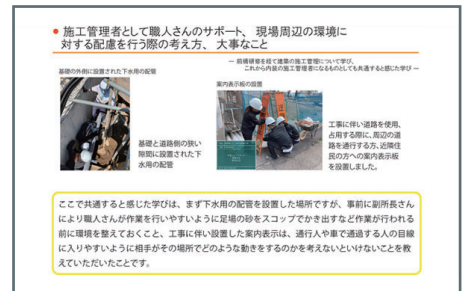 ● 施工管理者として職人さんのサポート、現場周辺の環境に
対する配慮を行う際の考え方、大事なこと
― 前橋研修を経て建築の施工管理について学び、
これから内装の施工管理者になるものとしても共通すると感じた学び ―
基礎の外側に設置された下水用の配管
基礎と道路側の狭い
隙間に設置された下
水用の配管
案内表示板の設置
工事に伴い道路を使用、
占用する際に、周辺の道
路を通行する方、近隣住
民の方への案内表示板
を設置しました。
ここで共通すると感じた学びは、まず下水用の配管を設置した場所ですが、事前に副所長さん
により職人さんが作業を行いやすいように足場の砂をスコップでかき出すなど作業が行われる
前に環境を整えておくこと、工事に伴い設置した案内表示は、通行人や車で通過する人の目線
に入りやすいように相手がその場所でどのような動きをするのかを考えないといけないことを教
えていただいたことです。